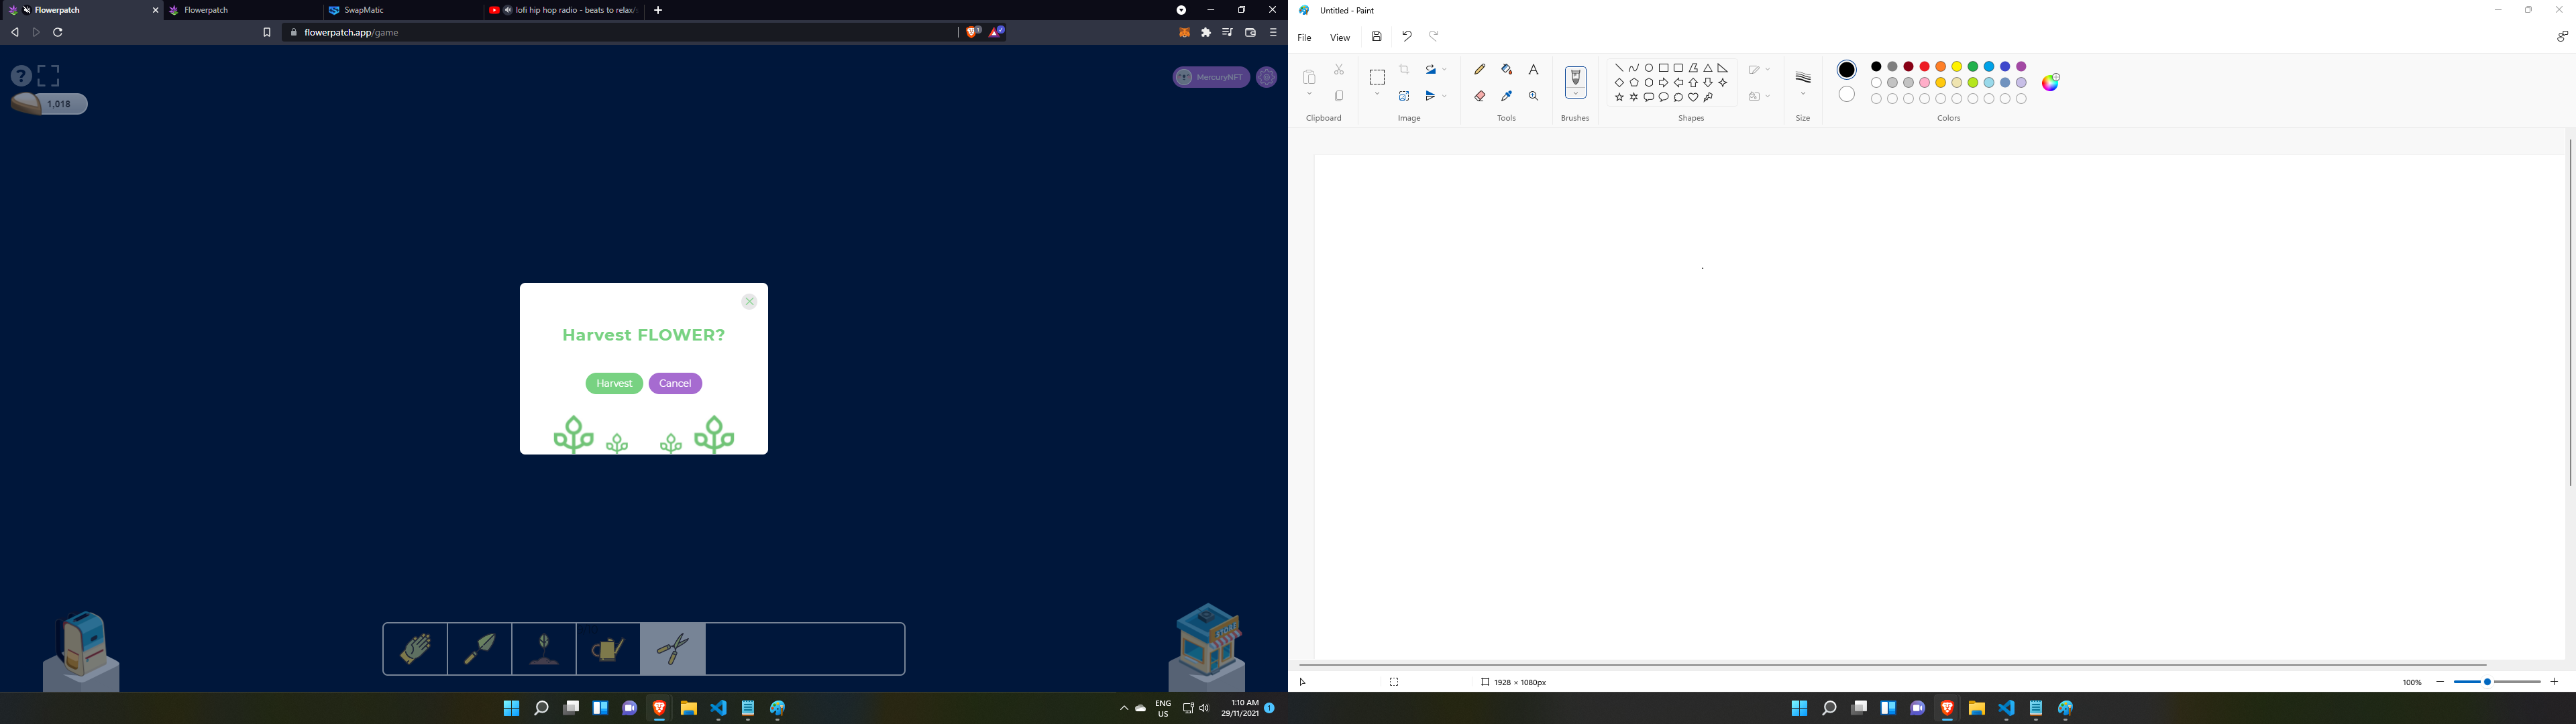 Flowerpatch
Flowerpatch
SwapMatic
lofi hip hop radio - beats to relax/
flowerpatch.app/game
1,018
MercuryNFT
Harvest FLOWER?
Harvest
Cancel
STORE
ENG
US
1:10 AM
29/11/2021
1
Untitled - Paint
File
View
Clipboard
Image
Tools
Brushes
Shapes
Size
Colors
1928 × 1080px
100%